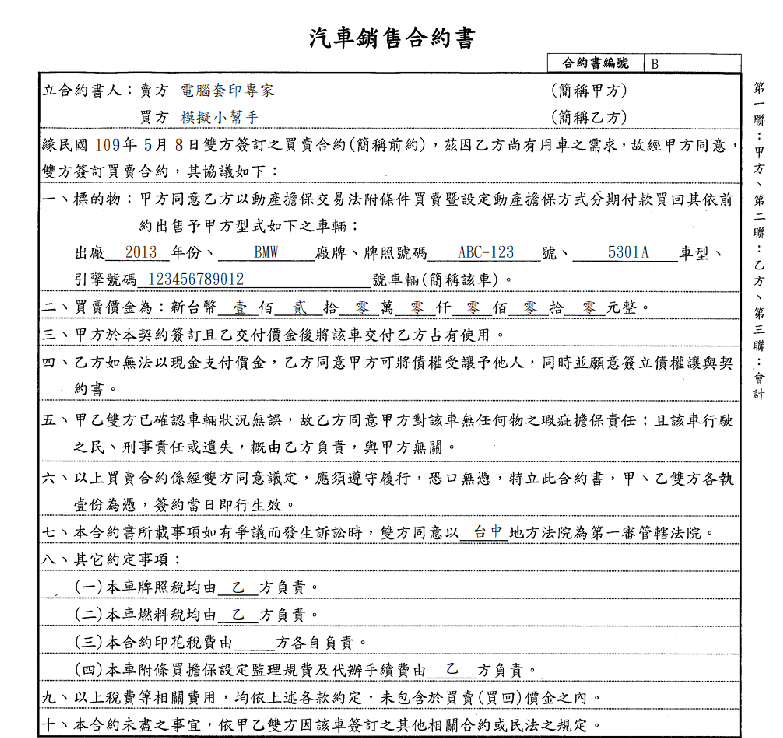 汽車銷售合約書
合約書編號 B
立合約書人：賣方 電腦套印專家 (簡稱甲方)
買方 模擬小幫手 (簡稱乙方)
緣民國 109年 5月 8日雙方簽訂之買賣合約(簡稱前約)，茲因乙方尚有用車之需求，故經甲方同意，
雙方簽訂買賣合約，其協議如下：
一、標的物：甲方同意乙方以動產擔保交易法附條件買賣暨設定動產擔保方式分期付款買回其依前
約出售予甲方型式如下之車輛：
出廠 2013 年份、 BMW 廠牌、牌照號碼 ABC-123 號、 5301A 車型、
引擎號碼 123456789012 號車輛(簡稱該車)。
二、買賣價金為：新台幣 壹 佰 貳 拾 零 萬 零 仟 零 佰 零 拾 零 元整。
三、甲方於本契約簽訂且乙交付價金後將該車交付乙方占有使用。
四、乙方如無法以現金支付價金，乙方同意甲方可將債權受讓予他人，同時並願意簽立債權讓與契
約書。
五、甲乙雙方已確認車輛狀況無誤，故乙方同意甲方對該車無任何物之瑕疵擔保責任；且該車行駛
之民、刑事責任或遺失，概由乙方負責，與甲方無關。
六、以上買賣合約係經雙方同意議定，應須遵守履行，恐口無憑，特立此合約書，甲、乙雙方各執
壹份為憑，簽約當日即行生效。
七、本合約書所載事項如有爭議而發生訴訟時，雙方同意以 台中 地方法院為第一審管轄法院。
八、其它約定事項：
(一)本車牌照稅均由 乙 方負責。
(二)本車燃料稅均由 乙 方負責。
(三)本合約印花稅費由 方各自負責。
(四)本車附條買擔保設定監理規費及代辦手續費由 乙 方負責。
九、以上稅費等相關費用，均依上述各款約定，未包含於買賣(買回)價金之內。
十、本合約未盡之事宜，依甲乙雙方因該車簽訂之其他相關合約或民法之規定。
第一聯：甲方、第二聯：乙方、第三聯：會計